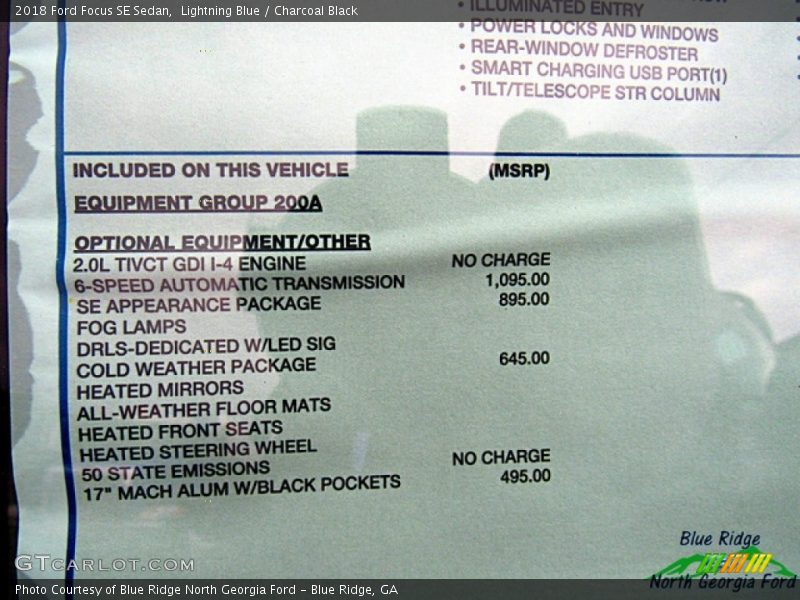 2018 Ford Focus SE Sedan,  Lightning Blue / Charcoal Black
• ILLUMINATED ENTRY
• POWER LOCKS AND WINDOWS
• REAR-WINDOW DEFROSTER
• SMART CHARGING USB PORT(1)
• TILT/TELESCOPE STR COLUMN
INCLUDED ON THIS VEHICLE (MSRP)
EQUIPMENT GROUP 200A
OPTIONAL EQUIPMENT/OTHER
2.0L TIVCT GDI I-4 ENGINE NO CHARGE
6-SPEED AUTOMATIC TRANSMISSION 1,095.00
SE APPEARANCE PACKAGE 895.00
FOG LAMPS
DRLS-DEDICATED W/LED SIG
COLD WEATHER PACKAGE 645.00
HEATED MIRRORS
ALL-WEATHER FLOOR MATS
HEATED FRONT SEATS
HEATED STEERING WHEEL
50 STATE EMISSIONS NO CHARGE
17" MACH ALUM W/BLACK POCKETS 495.00
GTCARLOT.COM
Blue Ridge
North Georgia Ford
Photo Courtesy of Blue Ridge North Georgia Ford – Blue Ridge, GA